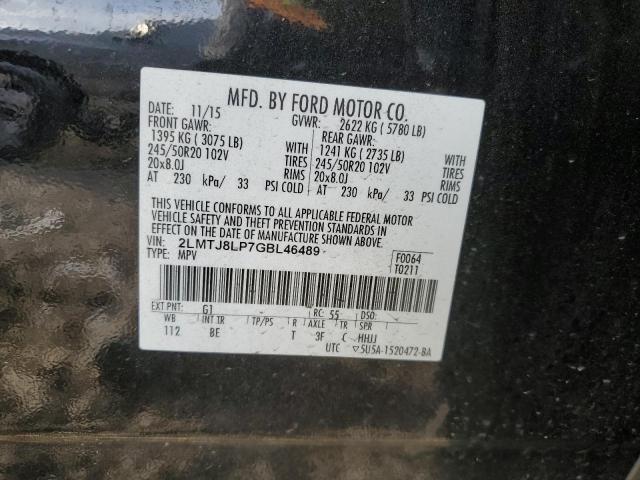 MFD. BY FORD MOTOR CO.
DATE: 11/15 GVWR: 2622 KG ( 5780 LB)
FRONT GAWR: REAR GAWR:
1395 KG ( 3075 LB) WITH 1241 KG ( 2735 LB) WITH
245/50R20 102V TIRES 245/50R20 102V TIRES
20x8.0J RIMS 20x8.0J RIMS
AT 230 kPa/ 33 PSI COLD AT 230 kPa/ 33 PSI COLD
THIS VEHICLE CONFORMS TO ALL APPLICABLE FEDERAL MOTOR
VEHICLE SAFETY AND THEFT PREVENTION STANDARDS IN
EFFECT ON THE DATE OF MANUFACTURE SHOWN ABOVE.
VIN: 2LMTJ8LP7GBL46489 F0064
TYPE: MPV T0211
EXT PNT: G1 RC: 55 DSO:
WB INT TR TP/PS R AXLE TR SPR
112 BE T 3F C HHJJ
UTC ▽5U5A-1520472-BA